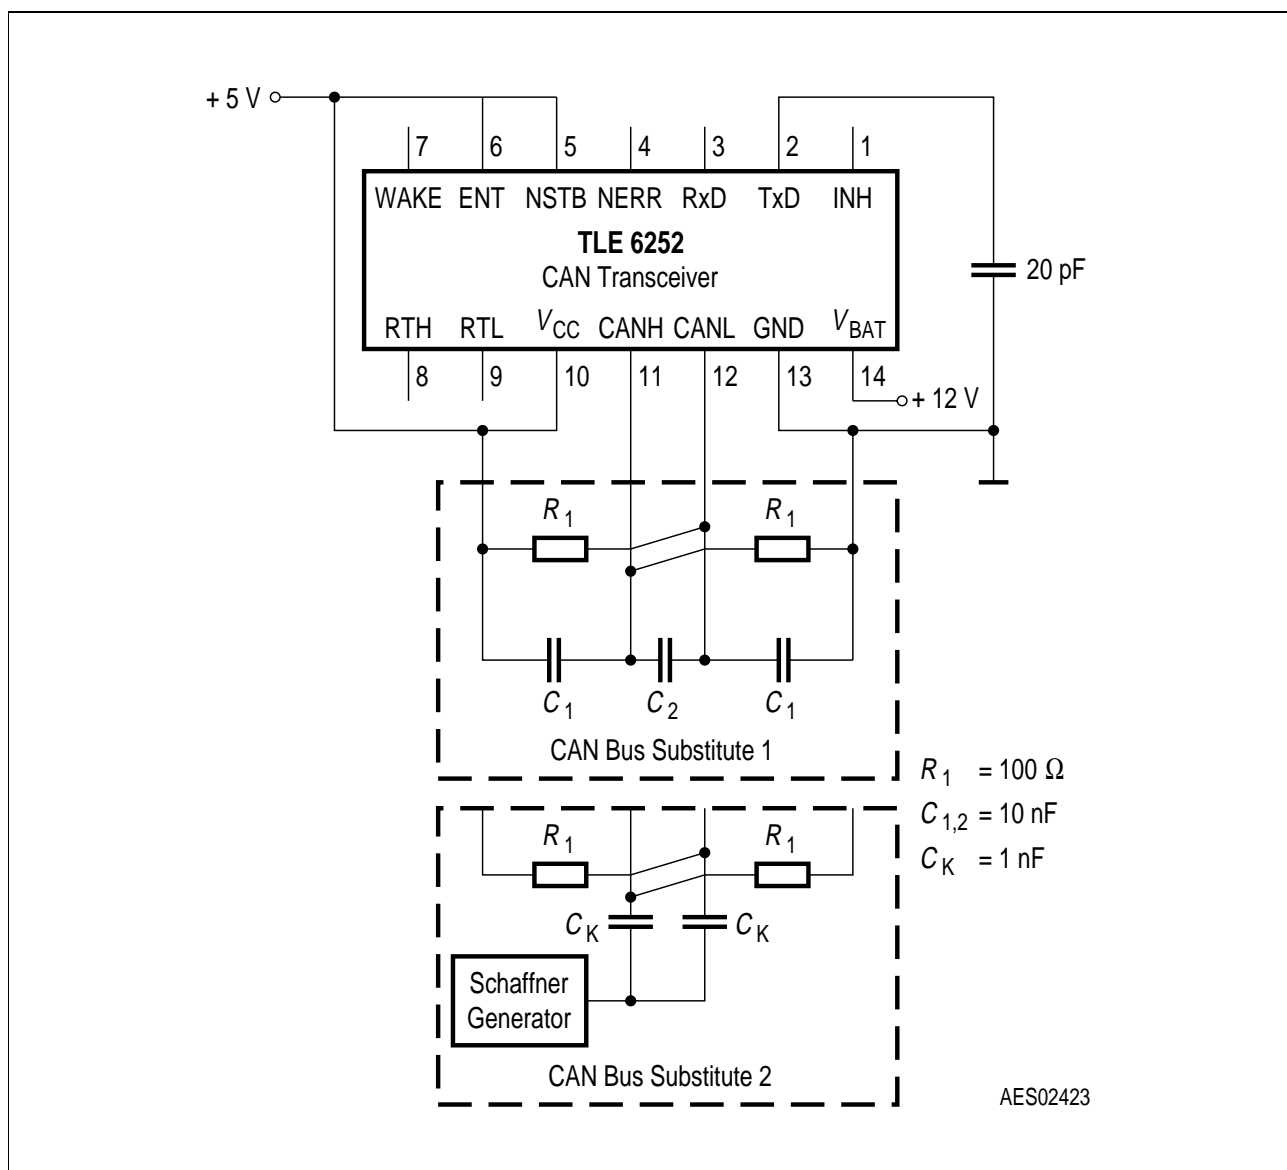 + 5 V
7 6 5 4 3 2 1
WAKE ENT NSTB NERR RxD TxD INH
TLE 6252
CAN Transceiver
20 pF
RTH RTL VCC CANH CANL GND VBAT
8 9 10 11 12 13 14
+ 12 V
R1 R1
C1 C2 C1
CAN Bus Substitute 1
R1 = 100 Ω
C1,2 = 10 nF
CK = 1 nF
R1 R1
CK CK
Schaffner
Generator
CAN Bus Substitute 2
AES02423